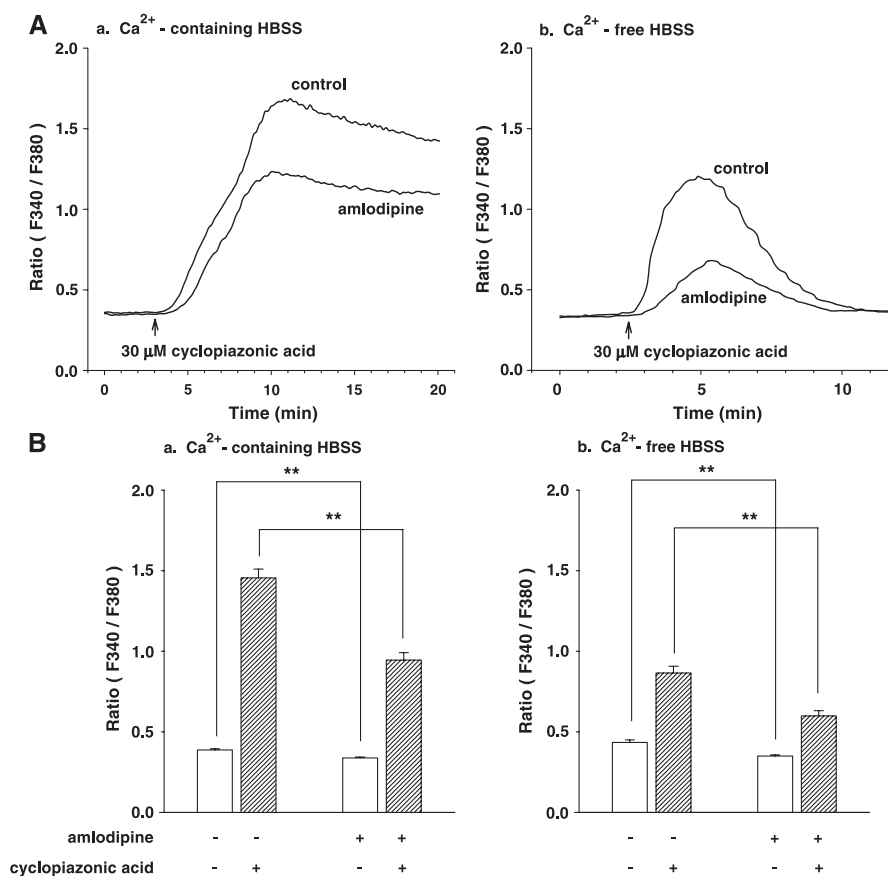 A
a. Ca2+ - containing HBSS
2.0
1.5
1.0
0.5
0.0
Ratio ( F340 / F380 )
control
amlodipine
30 μM cyclopiazonic acid
0 5 10 15 20
Time (min)
b. Ca2+ - free HBSS
2.0
1.5
1.0
0.5
0.0
Ratio ( F340 / F380 )
control
amlodipine
30 μM cyclopiazonic acid
0 5 10
Time (min)
B
a. Ca2+ - containing HBSS
**
**
2.0
1.5
1.0
0.5
0.0
Ratio ( F340 / F380 )
amlodipine - - + +
cyclopiazonic acid - + - +
b. Ca2+ - free HBSS
**
**
2.0
1.5
1.0
0.5
0.0
Ratio ( F340 / F380 )
- - + +
- + - +